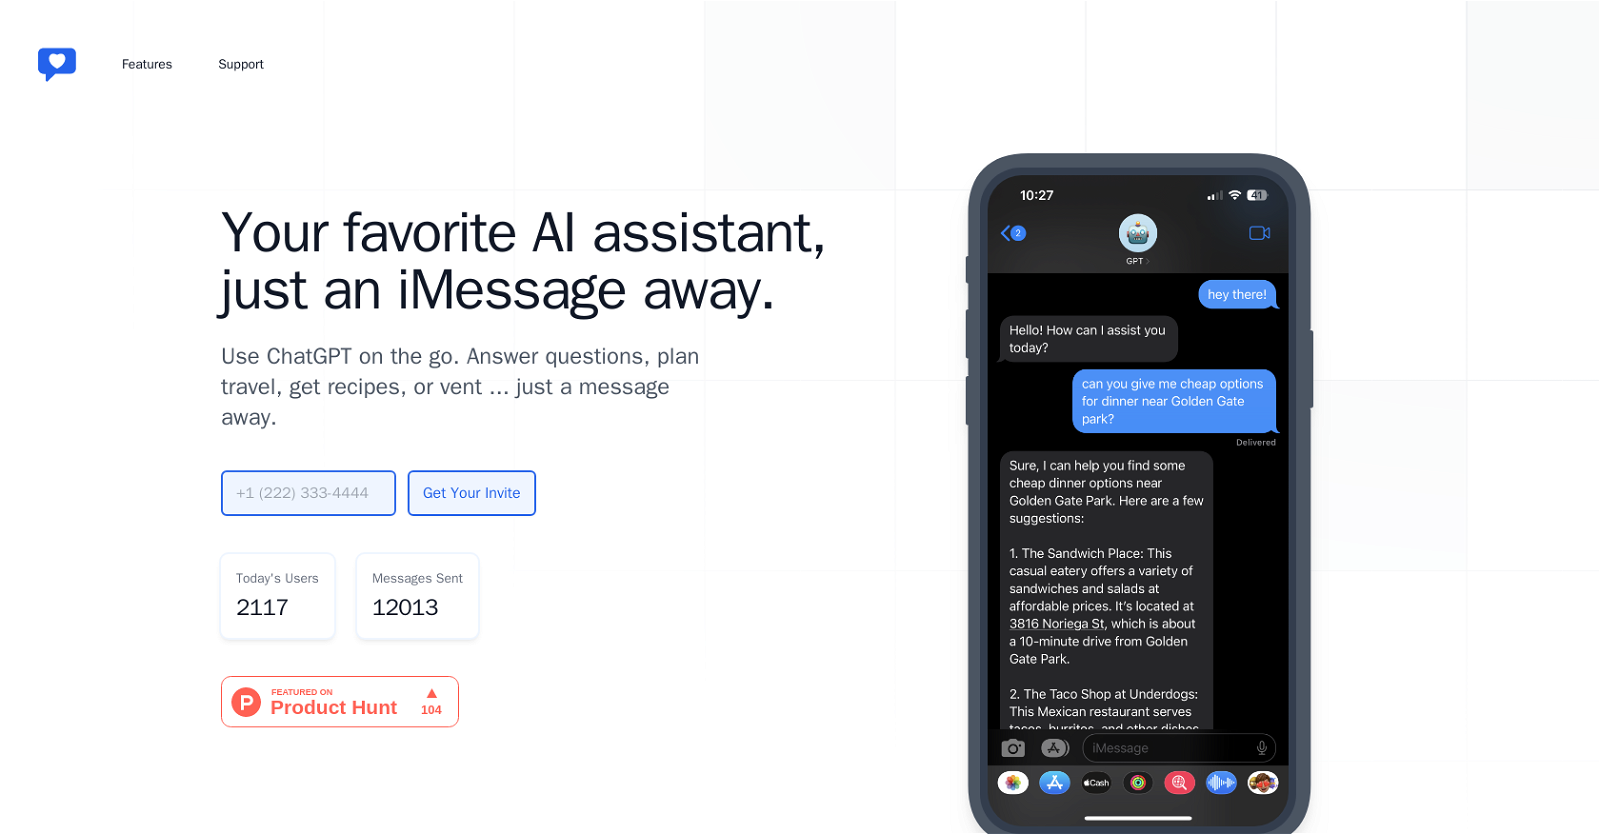 Features
Support
Your favorite AI assistant,
just an iMessage away.
Use ChatGPT on the go. Answer questions, plan
travel, get recipes, or vent ... just a message
away.
+1 (222) 333-4444
Get Your Invite
Today's Users
2117
Messages Sent
12013
P
FEATURED ON
Product Hunt
104
10:27
41
2
GPT
hey there!
Hello! How can I assist you
today?
can you give me cheap options
for dinner near Golden Gate
park?
Delivered
Sure, I can help you find some
cheap dinner options near
Golden Gate Park. Here are a few
suggestions:
1. The Sandwich Place: This
casual eatery offers a variety of
sandwiches and salads at
affordable prices. It’s located at
3816 Noriega St, which is about
a 10-minute drive from Golden
Gate Park.
2. The Taco Shop at Underdogs:
This Mexican restaurant serves
tacos, burritos, and other dishes
iMessage
Cash